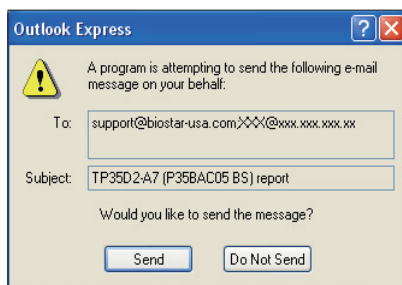 Outlook Express
A program is attempting to send the following e-mail
message on your behalf:
To: support@biostar-usa.com;XXX@xxx.xxx.xxx.xx
Subject: TP35D2-A7 (P35BAC05 BS) report
Would you like to send the message?
Send Do Not Send